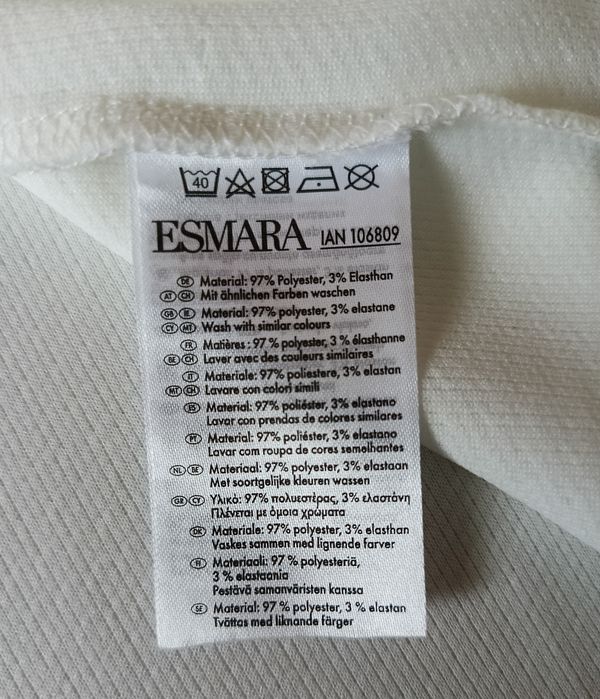 40
ESMARA IAN 106809
DE Material: 97% Polyester, 3% Elasthan
AT CH Mit ähnlichen Farben waschen
GB IE Material: 97% polyester, 3% elastane
CY MT Wash with similar colours
FR Matières : 97 % polyester, 3 % élasthanne
BE CH Laver avec des couleurs similaires
IT Materiale: 97% poliestere, 3% elastan
MT CH Lavare con colori simili
ES Material: 97% poliéster, 3% elastano
Lavar con prendas de colores similares
PT Material: 97% poliéster, 3% elastano
Lavar com roupa de cores semelhantes
NL BE Materiaal: 97% polyester, 3% elastaan
Met soortgelijke kleuren wassen
GR CY Υλικό: 97% πολυεστέρας, 3% ελαστάνη
Πλένεται με όμοια χρώματα
DK Materiale: 97% polyester, 3% elasthan
Vaskes sammen med lignende farver
FI Materiaali: 97 % polyesteriä,
3 % elastaania
Pestävä samanväristen kanssa
SE Material: 97 % polyester, 3 % elastan
Tvättas med liknande färger